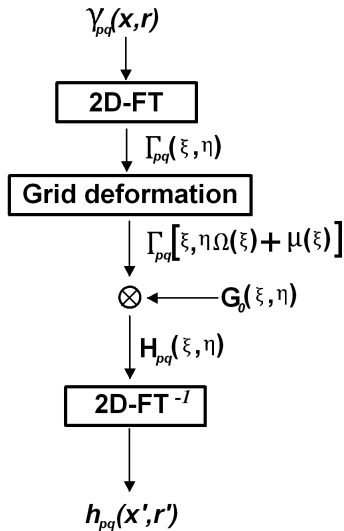 γpq(x,r)
2D-FT
Γpq(ξ,η)
Grid deformation
Γpq[ξ,ηΩ(ξ)+μ(ξ)]
⊗ G0(ξ,η)
Hpq(ξ,η)
2D-FT-1
hpq(x',r')